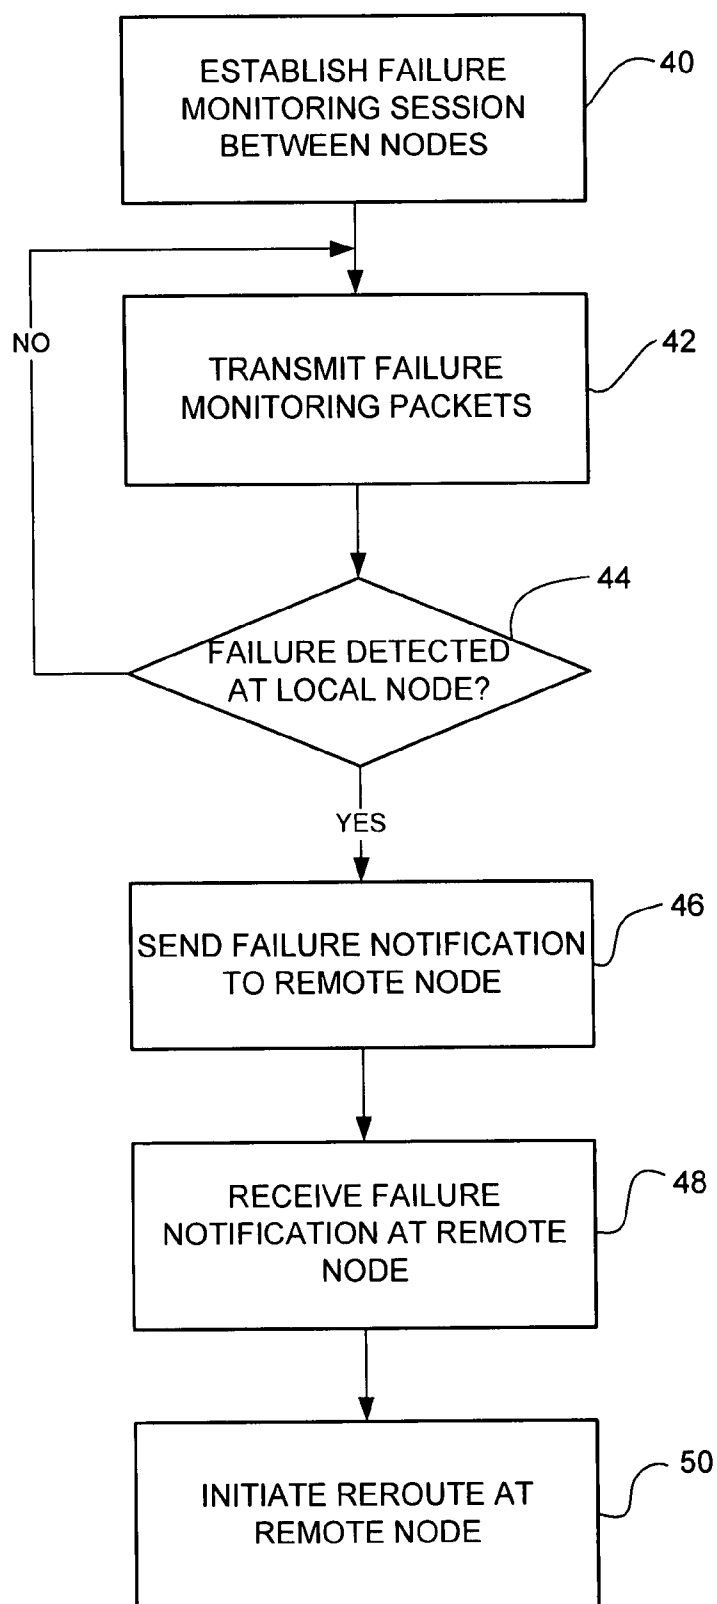 ESTABLISH FAILURE
MONITORING SESSION
BETWEEN NODES
40
NO
TRANSMIT FAILURE
MONITORING PACKETS
42
44
FAILURE DETECTED
AT LOCAL NODE?
YES
SEND FAILURE NOTIFICATION
TO REMOTE NODE
46
RECEIVE FAILURE
NOTIFICATION AT REMOTE
NODE
48
INITIATE REROUTE AT
REMOTE NODE
50